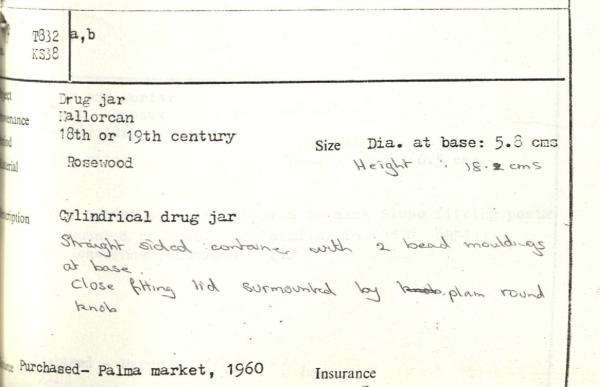 T832 a,b
KS38
Drug jar
Mallorcan
18th or 19th century
Size Dia. at base: 5.8 cms
Rosewood
Height : 18.2 cms
Cylindrical drug jar
Straight sided container with 2 bead mouldings
at base.
Close fitting lid surmounted by knob plain round
knob
Purchased- Palma market, 1960
Insurance